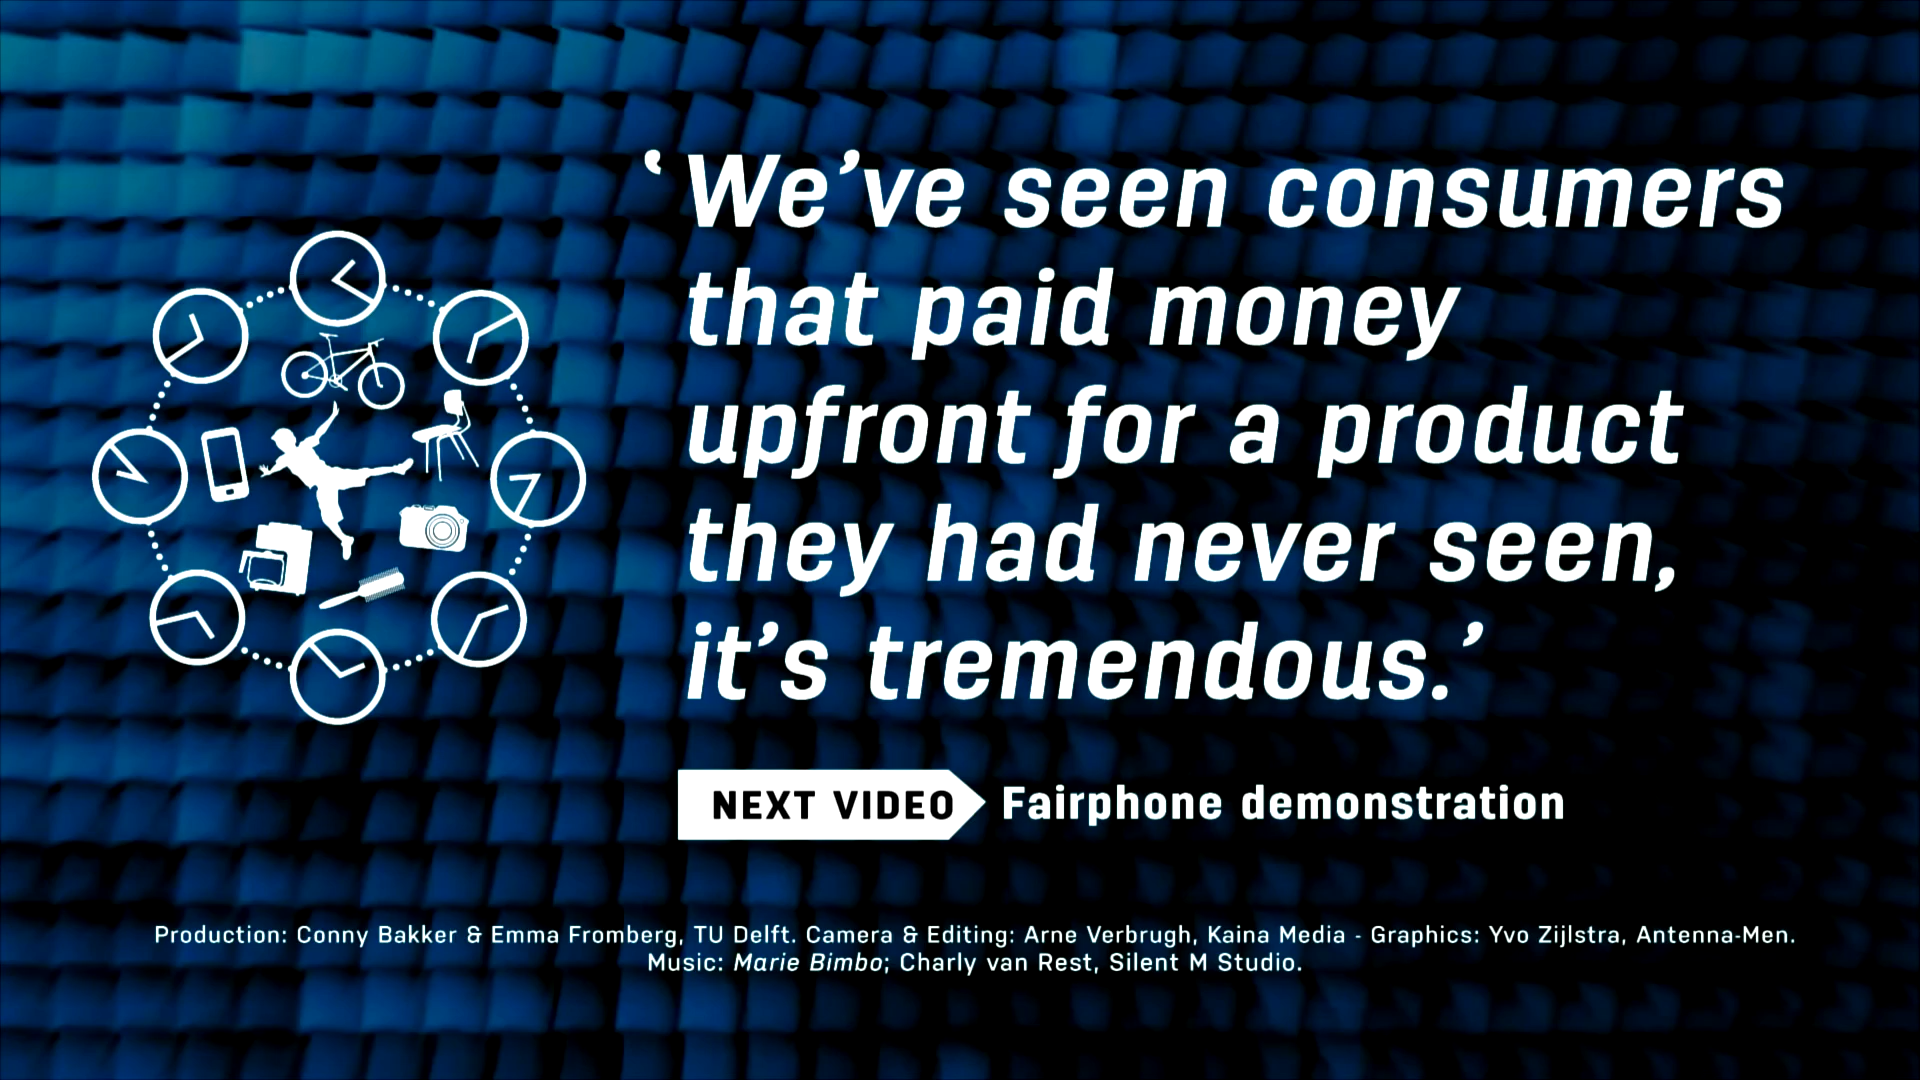 ‘We’ve seen consumers
that paid money
upfront for a product
they had never seen,
it’s tremendous.’
NEXT VIDEO Fairphone demonstration
Production: Conny Bakker & Emma Fromberg, TU Delft. Camera & Editing: Arne Verbrugh, Kaina Media - Graphics: Yvo Zijlstra, Antenna-Men.
Music: Marie Bimbo; Charly van Rest, Silent M Studio.